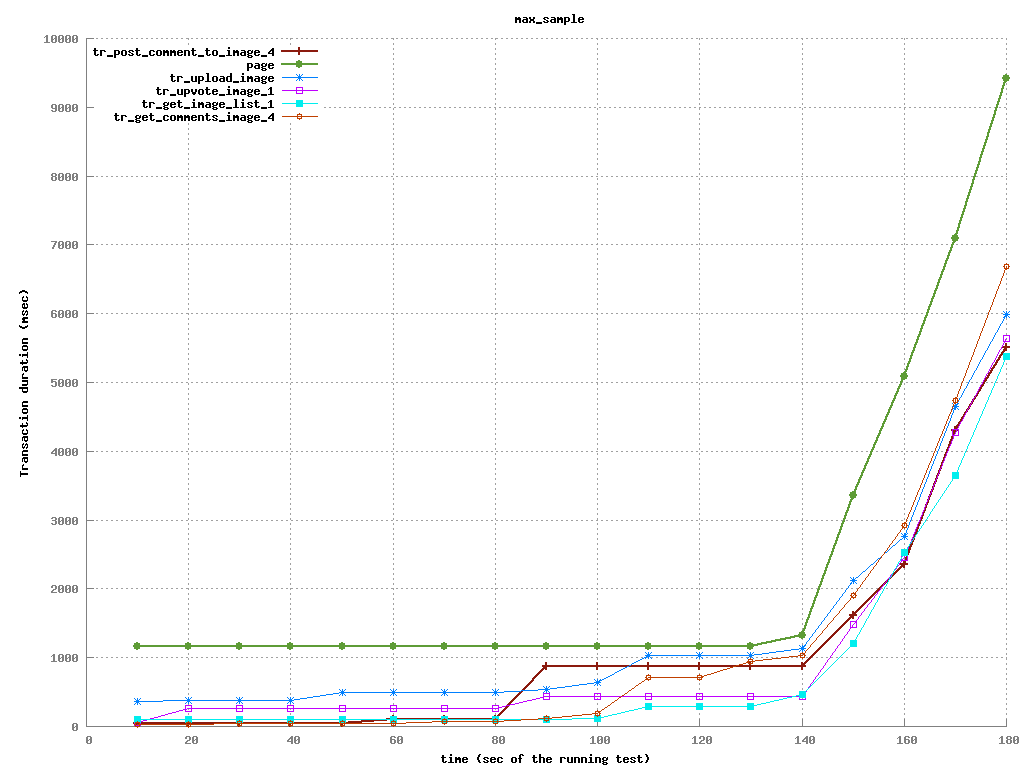 max_sample
tr_post_comment_to_image_4
page
tr_upload_image
tr_upvote_image_1
tr_get_image_list_1
tr_get_comments_image_4
10000
9000
8000
7000
6000
5000
4000
3000
2000
1000
0
Transaction duration (msec)
0 20 40 60 80 100 120 140 160 180
time (sec of the running test)